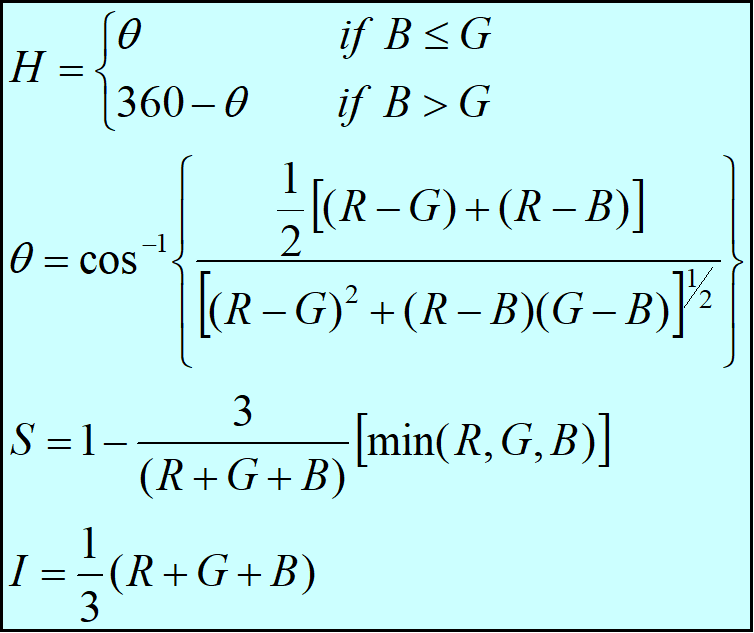 H = { θ if B ≤ G
360 − θ if B > G
θ = cos⁻¹ { 1/2 [(R − G) + (R − B)] / [(R − G)² + (R − B)(G − B)]^1/2 }
S = 1 − 3/(R + G + B) [min(R, G, B)]
I = 1/3 (R + G + B)